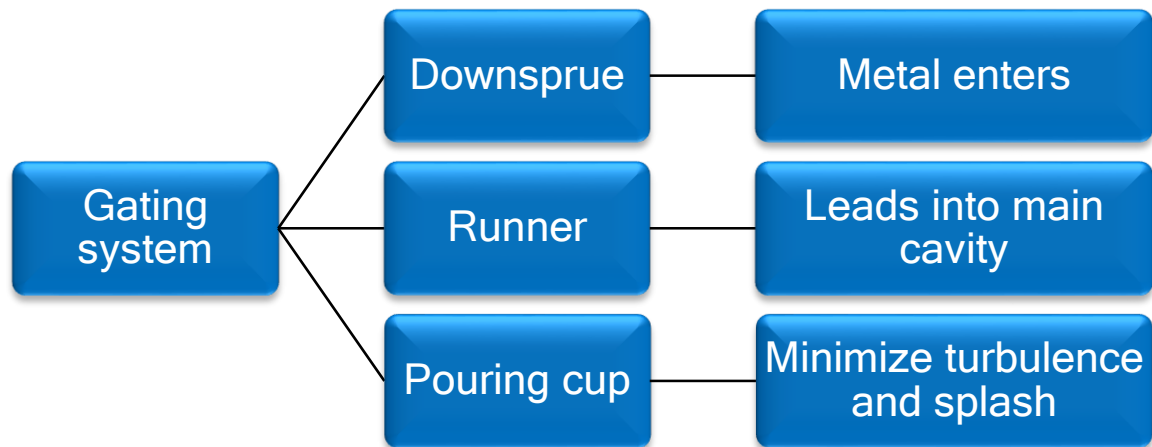 Gating
system
Downsprue
Metal enters
Runner
Leads into main
cavity
Pouring cup
Minimize turbulence
and splash